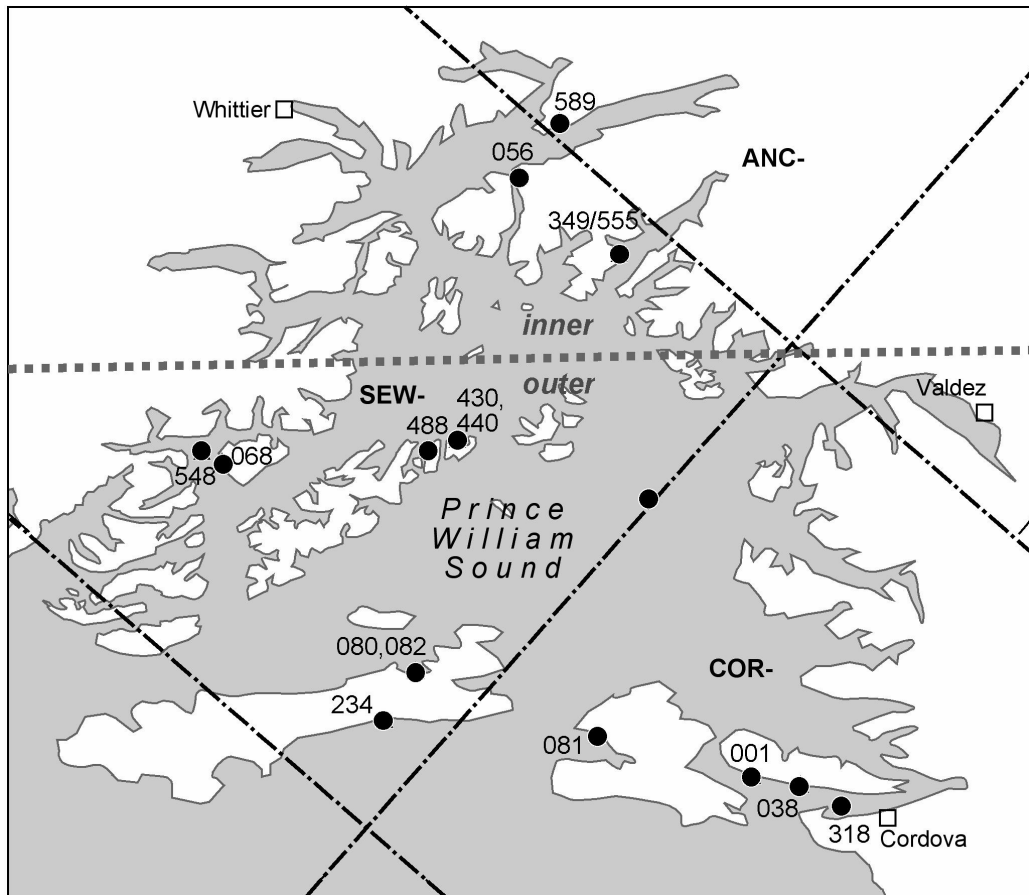 Whittier
589
056
ANC-
349/555
inner
outer
SEW-
430,
440
488
Valdez
068
548
Prince
William
Sound
080,082
COR-
234
081
001
038
318
Cordova